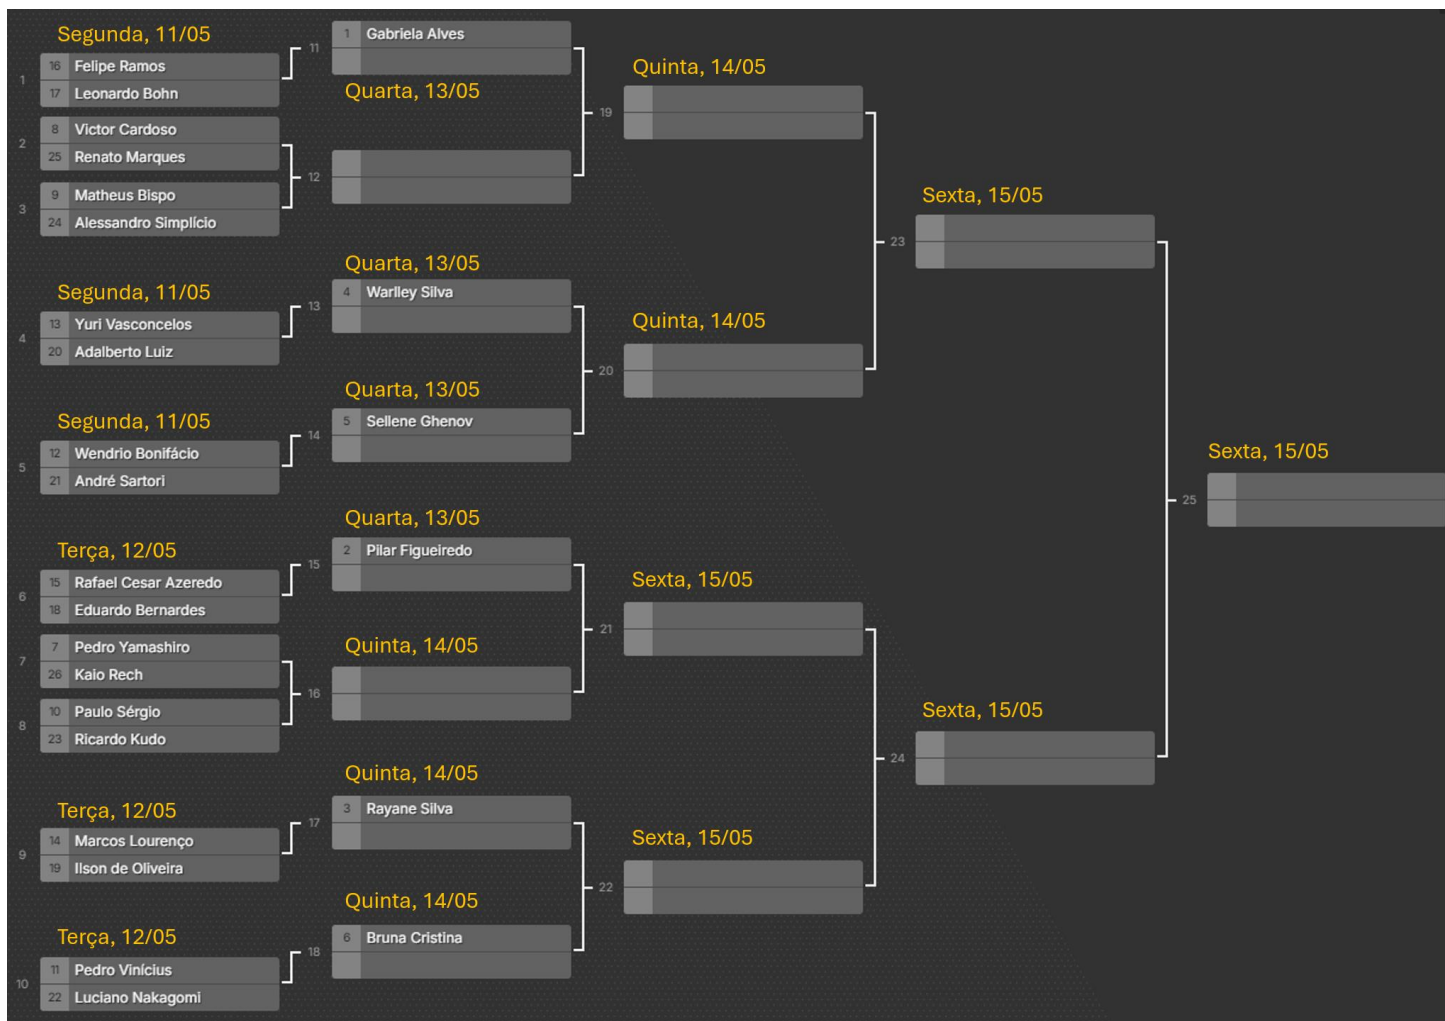 Segunda, 11/05
1
16 Felipe Ramos
17 Leonardo Bohn
2
8 Victor Cardoso
25 Renato Marques
3
9 Matheus Bispo
24 Alessandro Simplício
Segunda, 11/05
4
13 Yuri Vasconcelos
20 Adalberto Luiz
Segunda, 11/05
5
12 Wendrio Bonifácio
21 André Sartori
Terça, 12/05
6
15 Rafael Cesar Azeredo
18 Eduardo Bernardes
7
7 Pedro Yamashiro
26 Kaio Rech
8
10 Paulo Sérgio
23 Ricardo Kudo
Terça, 12/05
9
14 Marcos Lourenço
19 Ilson de Oliveira
Terça, 12/05
10
11 Pedro Vinícius
22 Luciano Nakagomi
11
1 Gabriela Alves
Quarta, 13/05
12
Quarta, 13/05
13
4 Warlley Silva
Quarta, 13/05
14
5 Sellene Ghenov
Quarta, 13/05
15
2 Pilar Figueiredo
Quinta, 14/05
16
Quinta, 14/05
17
3 Rayane Silva
Quinta, 14/05
18
6 Bruna Cristina
Quinta, 14/05
19
Quinta, 14/05
20
Sexta, 15/05
21
Sexta, 15/05
22
Sexta, 15/05
23
Sexta, 15/05
24
Sexta, 15/05
25